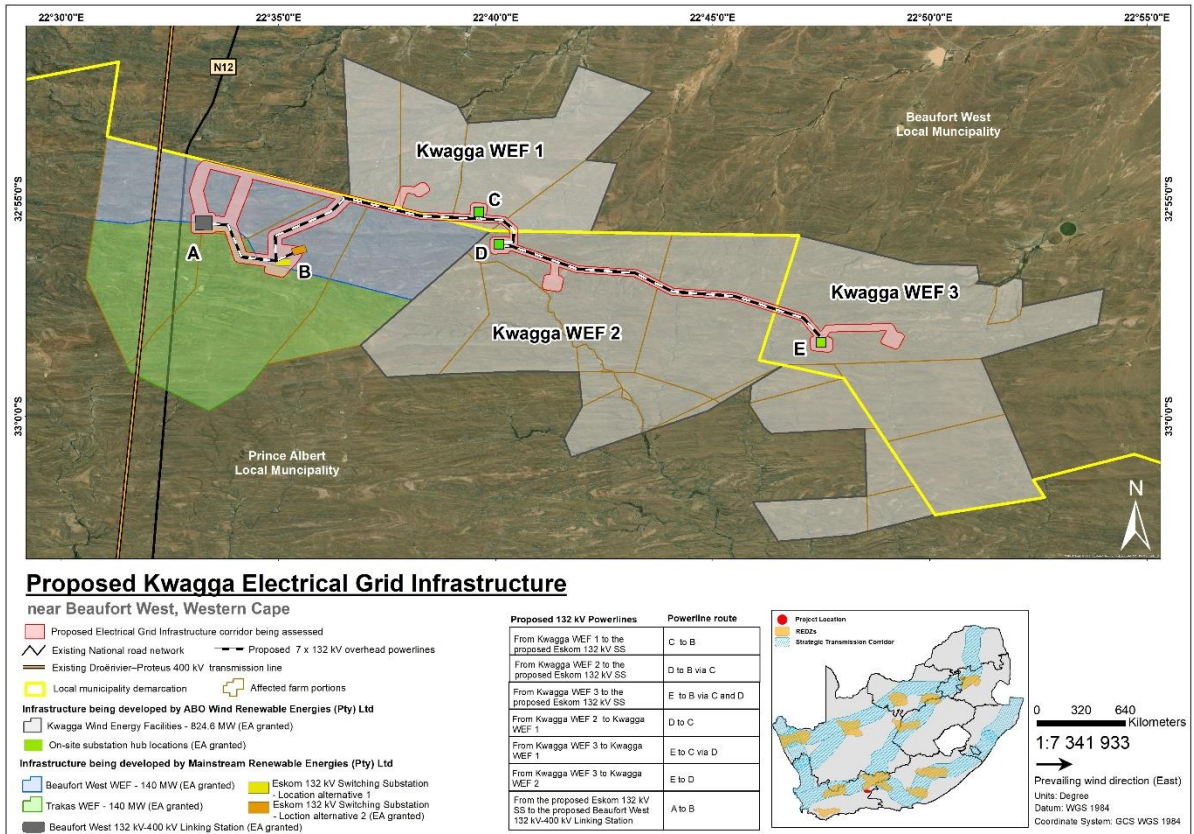 22°30'0"E 22°35'0"E 22°40'0"E 22°45'0"E 22°50'0"E 22°55'0"E
N12
Beaufort West
Local Muncipality
Kwagga WEF 1
32°55'0"S
32°55'0"S
C
A
B
D
Kwagga WEF 3
Kwagga WEF 2
E
33°0'0"S
33°0'0"S
Prince Albert
Local Muncipality
N
Proposed Kwagga Electrical Grid Infrastructure
near Beaufort West, Western Cape
Proposed Electrical Grid Infrastructure corridor being assessed
Existing National road network
Proposed 7 x 132 kV overhead powerlines
Existing Droërivier–Proteus 400 kV transmission line
Local municipality demarcation
Affected farm portions
Infrastructure being developed by ABO Wind Renewable Energies (Pty) Ltd
Kwagga Wind Energy Facilities - 824.6 MW (EA granted)
On-site substation hub locations (EA granted)
Infrastructure being developed by Mainstream Renewable Energies (Pty) Ltd
Beaufort West WEF - 140 MW (EA granted)
Trakas WEF - 140 MW (EA granted)
Beaufort West 132 kV-400 kV Linking Station (EA granted)
Eskom 132 kV Switching Substation
- Loction alternative 1
Eskom 132 kV Switching Substation
- Loction alternative 2 (EA granted)
Proposed 132 kV Powerlines Powerline route
From Kwagga WEF 1 to the
proposed Eskom 132 kV SS
C to B
From Kwagga WEF 2 to the
proposed Eskom 132 kV SS
D to B via C
From Kwagga WEF 3 to the
proposed Eskom 132 kV SS
E to B via C and D
From Kwagga WEF 2 to Kwagga
WEF 1
D to C
From Kwagga WEF 3 to Kwagga
WEF 1
E to C via D
From Kwagga WEF 3 to Kwagga
WEF 2
E to D
From the proposed Eskom 132 kV
SS to the proposed Beaufort West
132 kV-400 kV Linking Station
A to B
Project Location
REDZs
Strategic Transmission Corridor
0 320 640
Kilometers
1:7 341 933
Prevailing wind direction (East)
Units: Degree
Datum: WGS 1984
Coordinate System: GCS WGS 1984